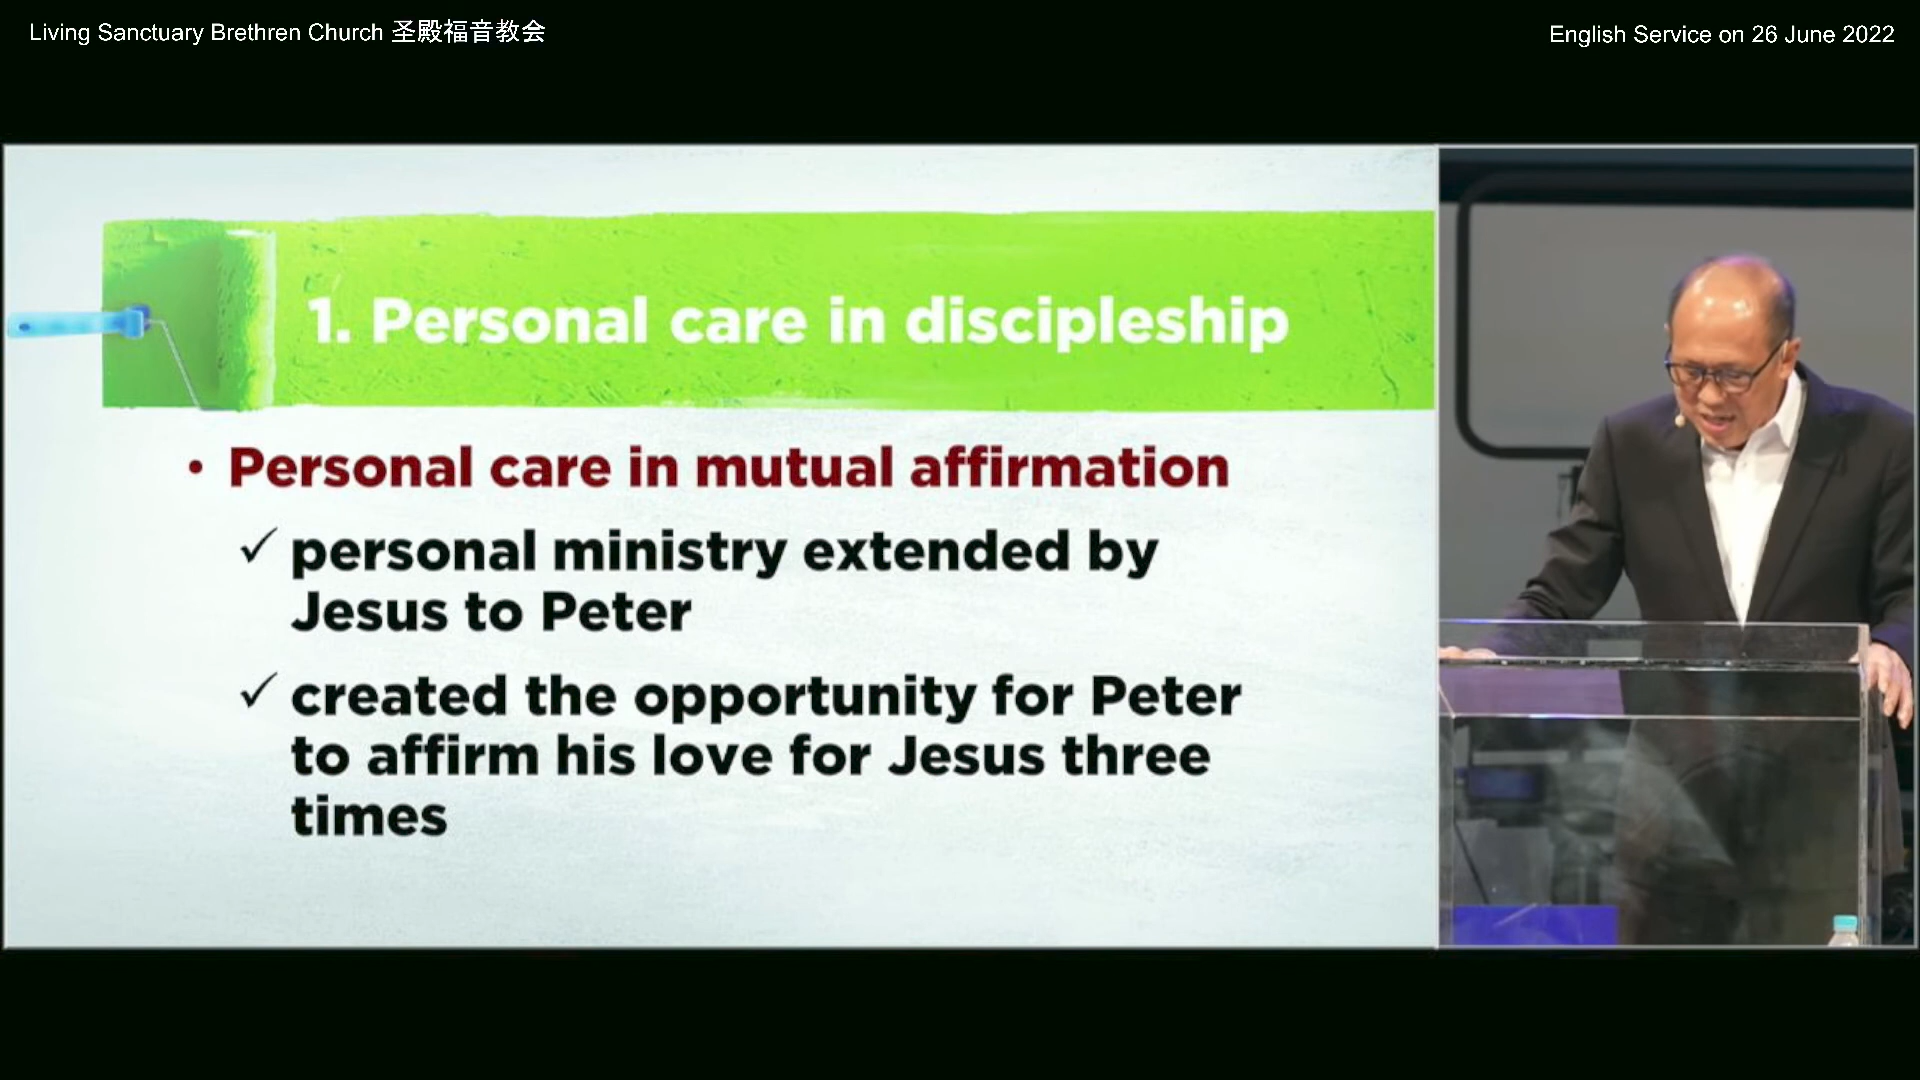 Living Sanctuary Brethren Church 圣殿福音教会
English Service on 26 June 2022
1. Personal care in discipleship
• Personal care in mutual affirmation
✓ personal ministry extended by
Jesus to Peter
✓ created the opportunity for Peter
to affirm his love for Jesus three
times